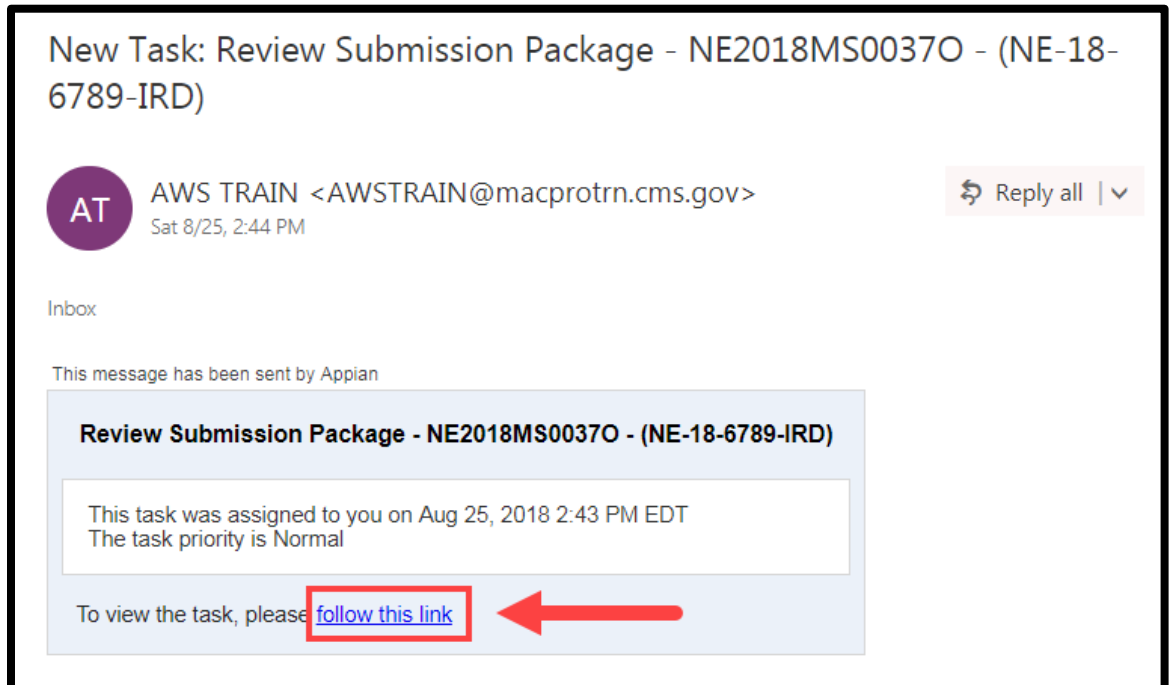 New Task: Review Submission Package - NE2018MS0037O - (NE-18-
6789-IRD)
AT
AWS TRAIN <AWSTRAIN@macprotrn.cms.gov>
Reply all
Sat 8/25, 2:44 PM
Inbox
This message has been sent by Appian
Review Submission Package - NE2018MS0037O - (NE-18-6789-IRD)
This task was assigned to you on Aug 25, 2018 2:43 PM EDT
The task priority is Normal
To view the task, please follow this link